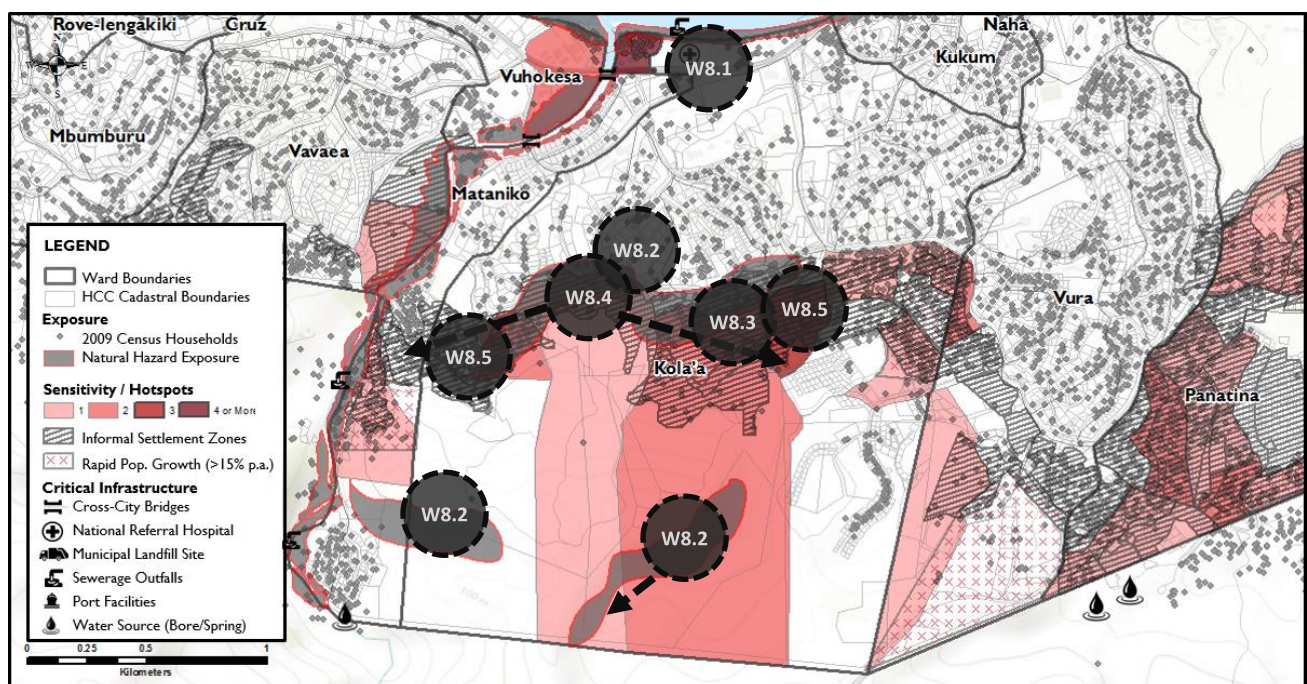 Rove-lengakiki
Gruz
Naha
Kukum
Vuhokesa
W8.1
Mbumburu
Vavaea
Mataniko
N
E
S
W8.2
W8.4
W8.3
W8.5
W8.5
Kola'a
Vura
Panatina
W8.2
W8.2
100 m
LEGEND
Ward Boundaries
HCC Cadastral Boundaries
Exposure
2009 Census Households
Natural Hazard Exposure
Sensitivity / Hotspots
1 2 3 4 or More
Informal Settlement Zones
Rapid Pop. Growth (>15% p.a.)
Critical Infrastructure
Cross-City Bridges
National Referral Hospital
Municipal Landfill Site
Sewerage Outfalls
Port Facilities
Water Source (Bore/Spring)
0 0.25 0.5 1
Kilometers